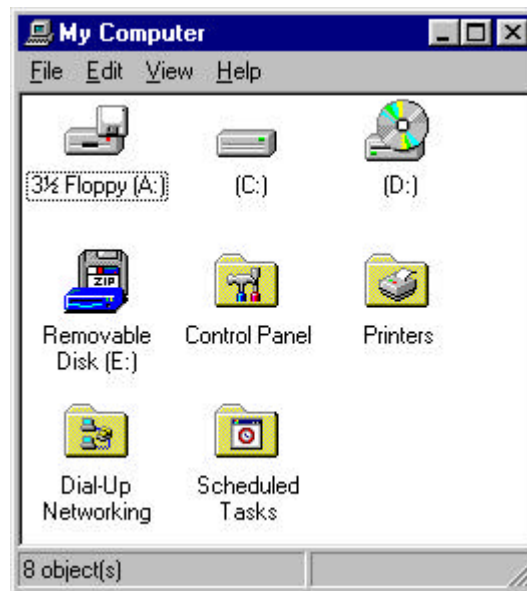 My Computer
File Edit View Help
3½ Floppy (A:) (C:) (D:)
ZIP
Removable Control Panel Printers
Disk (E:)
Dial-Up Scheduled
Networking Tasks
8 object(s)